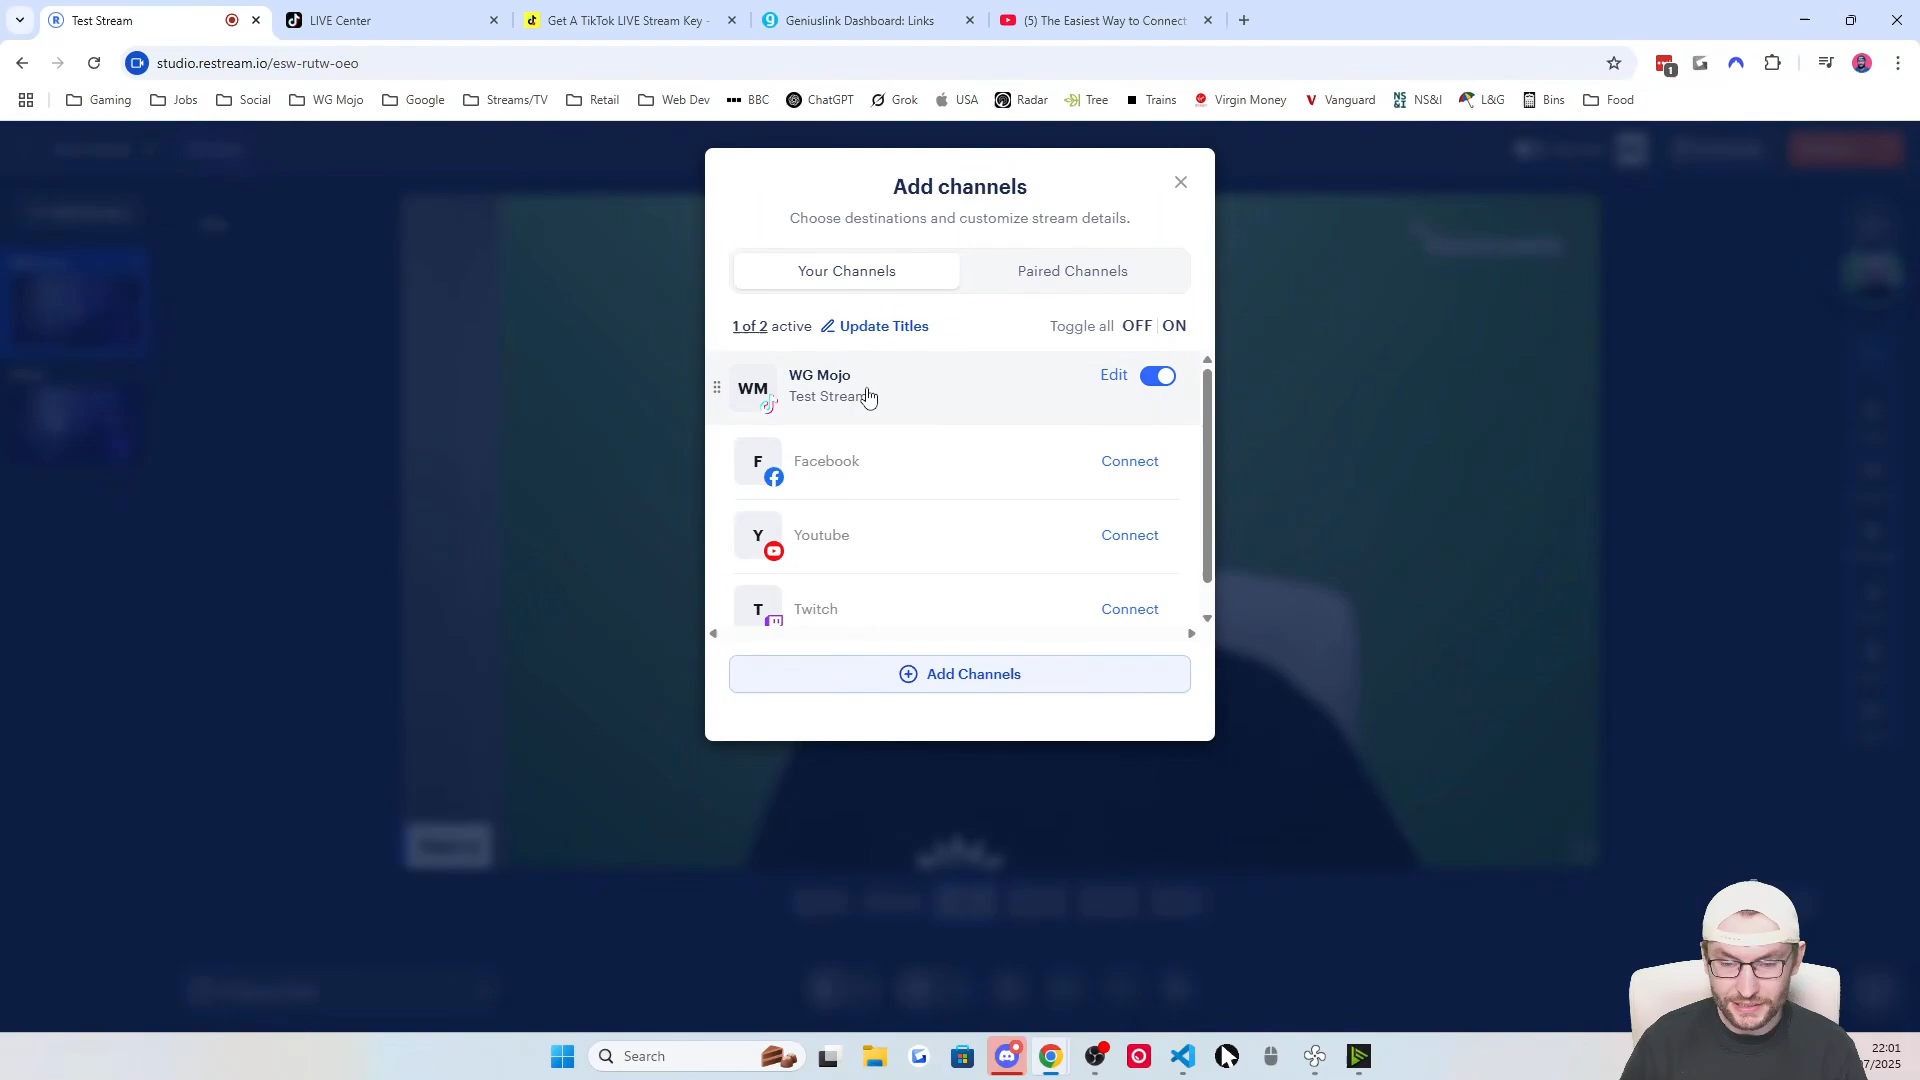 Test Stream
LIVE Center
Get A TikTok LIVE Stream Key -
Geniuslink Dashboard: Links
(5) The Easiest Way to Connect
studio.restream.io/esw-rutw-oeo
1
Gaming
Jobs
Social
WG Mojo
Google
Streams/TV
Retail
Web Dev
BBC
ChatGPT
Grok
USA
Radar
Tree
Trains
Virgin Money
Vanguard
NS&I
L&G
Bins
Food
Add channels
Choose destinations and customize stream details.
Your Channels
Paired Channels
1 of 2 active
Update Titles
Toggle all OFF | ON
WM
WG Mojo
Test Stream
Edit
F
Facebook
Connect
Y
Youtube
Connect
T
Twitch
Connect
Add Channels
Search
22:01
07/2025